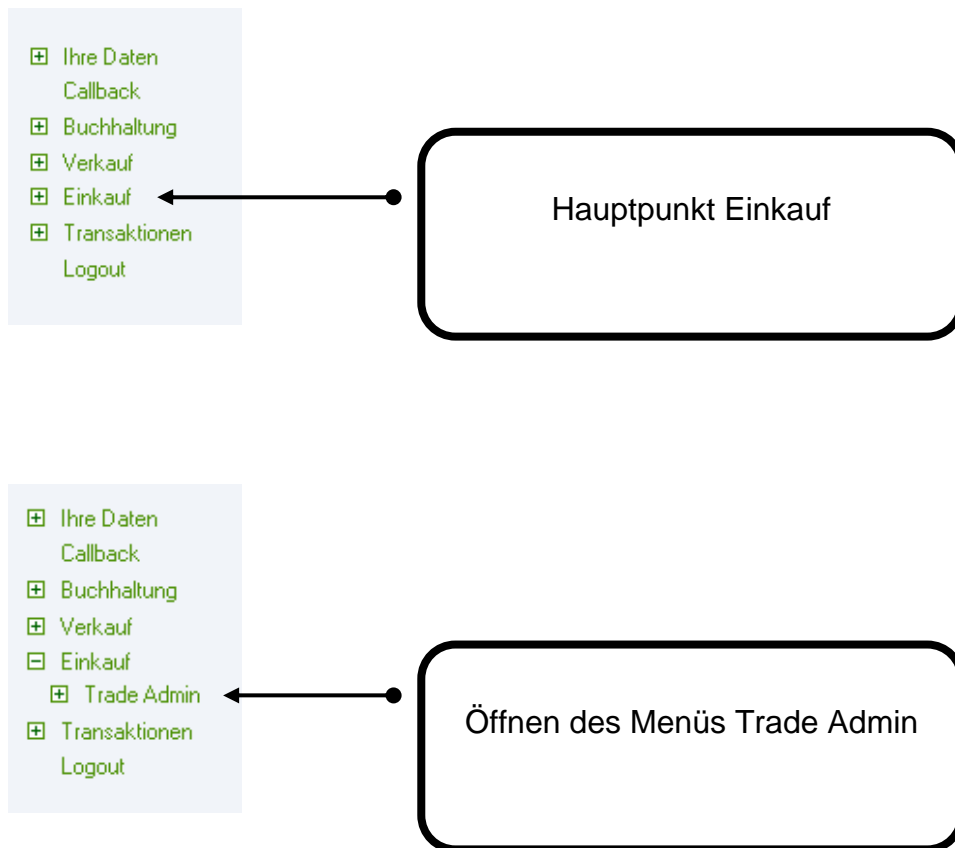 Ihre Daten
Callback
Buchhaltung
Verkauf
Einkauf
Transaktionen
Logout
Hauptpunkt Einkauf
Ihre Daten
Callback
Buchhaltung
Verkauf
Einkauf
Trade Admin
Transaktionen
Logout
Öffnen des Menüs Trade Admin